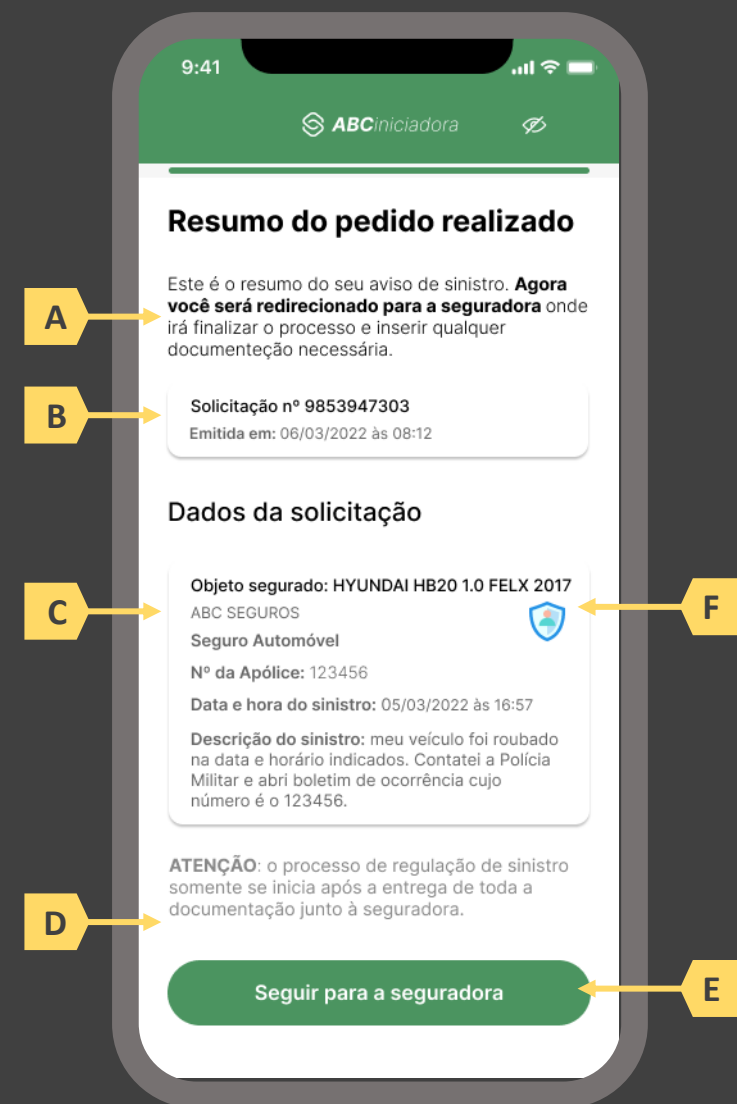 9:41
ABCiniciadora
Resumo do pedido realizado
Este é o resumo do seu aviso de sinistro. Agora
você será redirecionado para a seguradora onde
irá finalizar o processo e inserir qualquer
documenteção necessária.
A
Solicitação nº 9853947303
Emitida em: 06/03/2022 às 08:12
B
Dados da solicitação
Objeto segurado: HYUNDAI HB20 1.0 FELX 2017
ABC SEGUROS
Seguro Automóvel
Nº da Apólice: 123456
Data e hora do sinistro: 05/03/2022 às 16:57
Descrição do sinistro: meu veículo foi roubado
na data e horário indicados. Contatei a Polícia
Militar e abri boletim de ocorrência cujo
número é o 123456.
C
F
ATENÇÃO: o processo de regulação de sinistro
somente se inicia após a entrega de toda a
documentação junto à seguradora.
D
Seguir para a seguradora
E